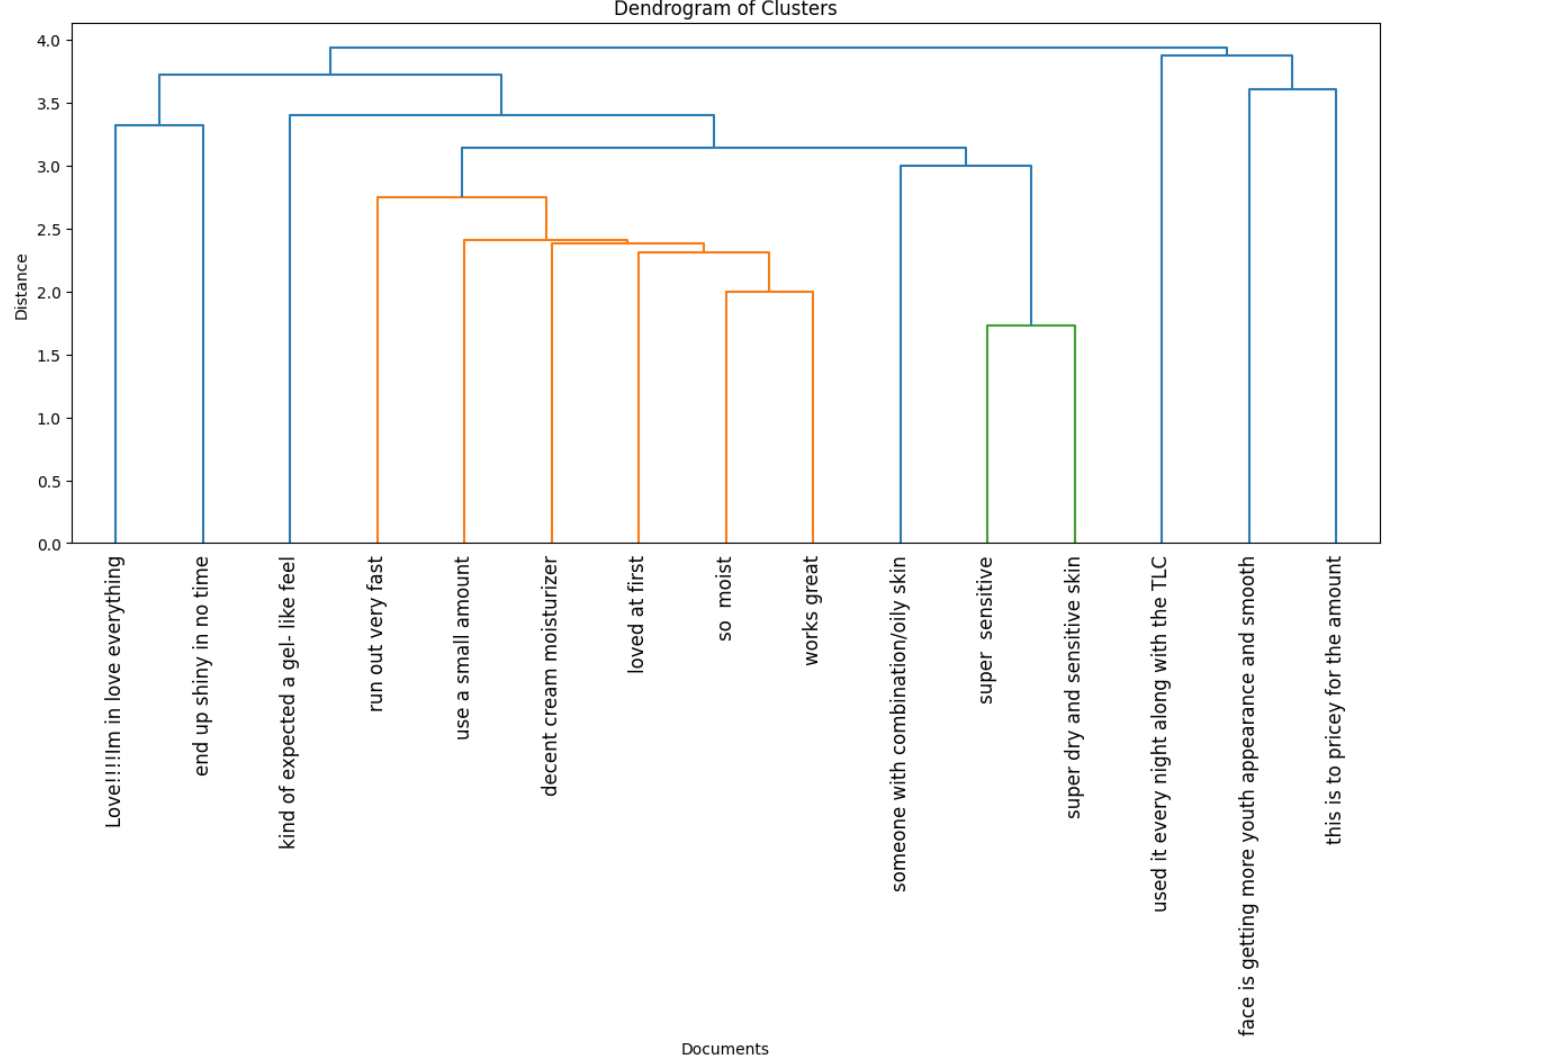 Dendrogram of Clusters
4.0
3.5
3.0
2.5
2.0
1.5
1.0
0.5
0.0
Distance
Love!!!!Im in love everything
end up shiny in no time
kind of expected a gel- like feel
run out very fast
use a small amount
decent cream moisturizer
loved at first
so  moist
works great
someone with combination/oily skin
super  sensitive
super dry and sensitive skin
used it every night along with the TLC
face is getting more youth appearance and smooth
this is to pricey for the amount
Documents